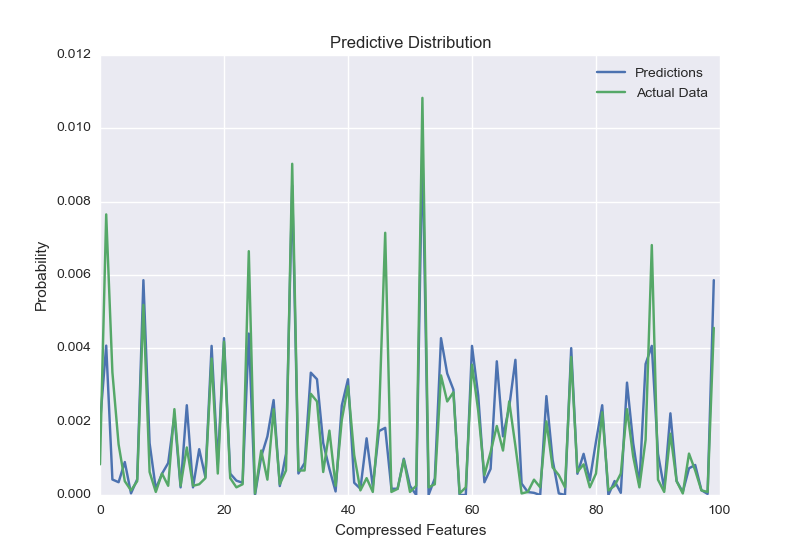 Predictive Distribution
0.012
0.010
0.008
0.006
0.004
0.002
0.000
Probability
Predictions
Actual Data
0
20
40
60
80
100
Compressed Features